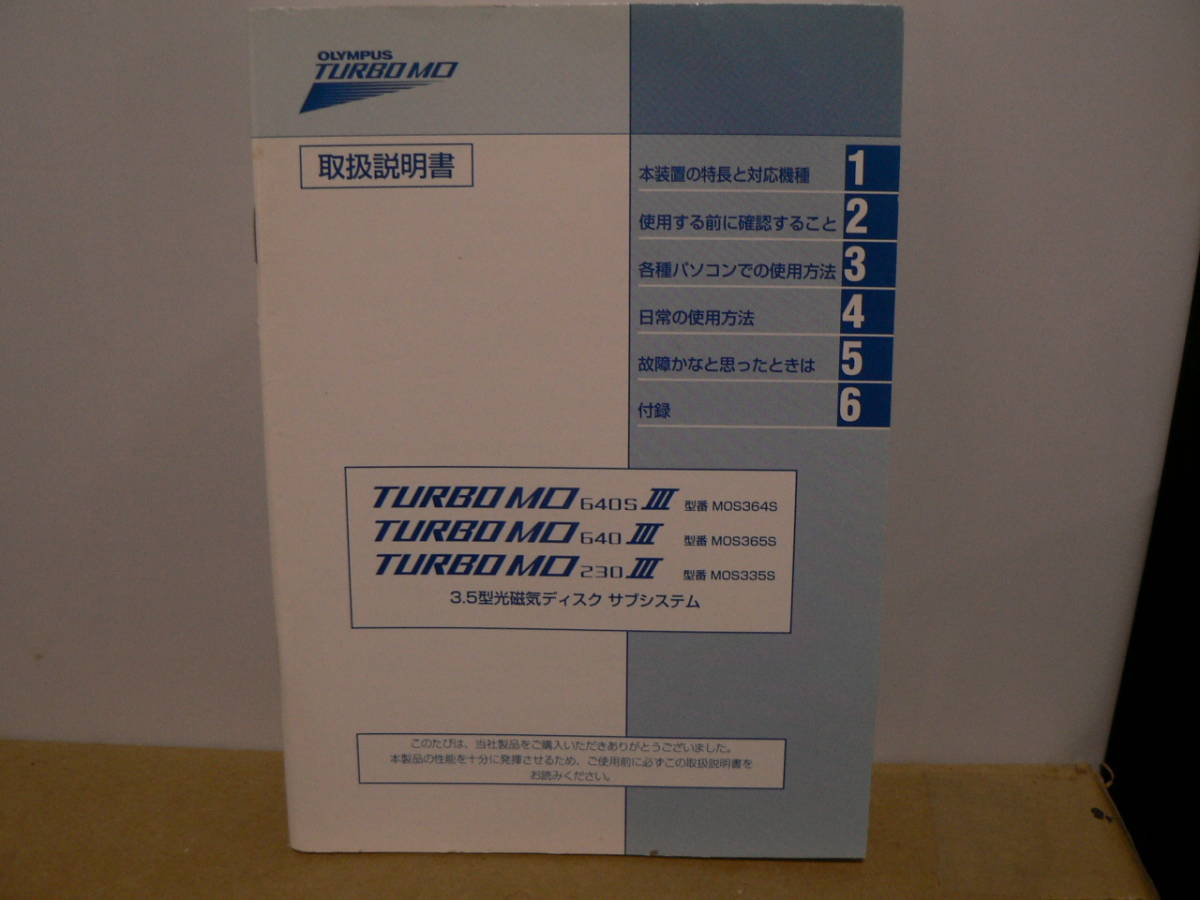 OLYMPUS
TURBO MO
取扱説明書
本装置の特長と対応機種 1
使用する前に確認すること 2
各種パソコンでの使用方法 3
日常の使用方法 4
故障かなと思ったときは 5
付録 6
TURBO MO 640S III 型番 MOS364S
TURBO MO 640 III 型番 MOS365S
TURBO MO 230 III 型番 MOS335S
3.5型光磁気ディスク サブシステム
このたびは、当社製品をご購入いただきありがとうございました。
本製品の性能を十分に発揮させるため、ご使用前に必ずこの取扱説明書を
お読みください。